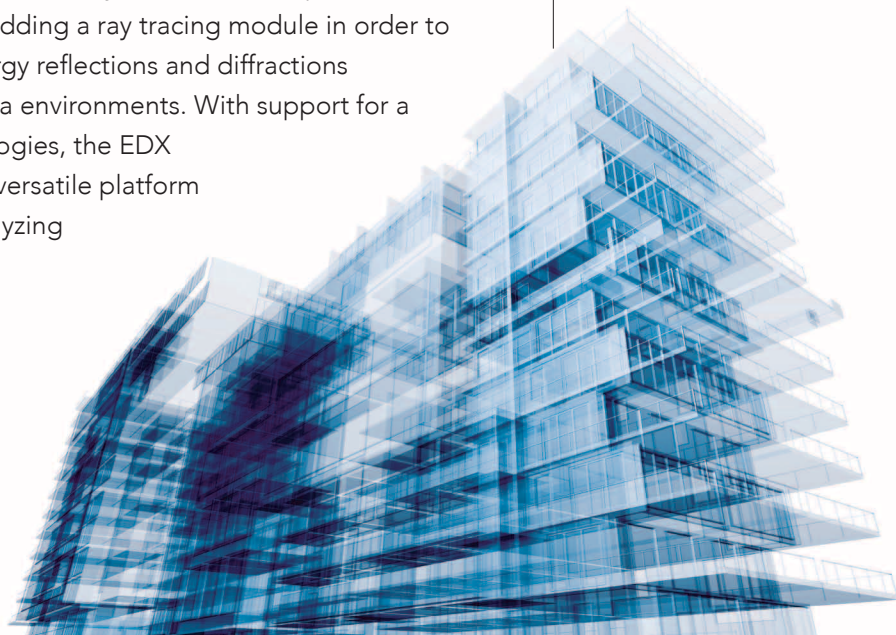 dding a ray tracing module in order to
rgy reflections and diffractions
a environments. With support for a
ogies, the EDX
versatile platform
yzing